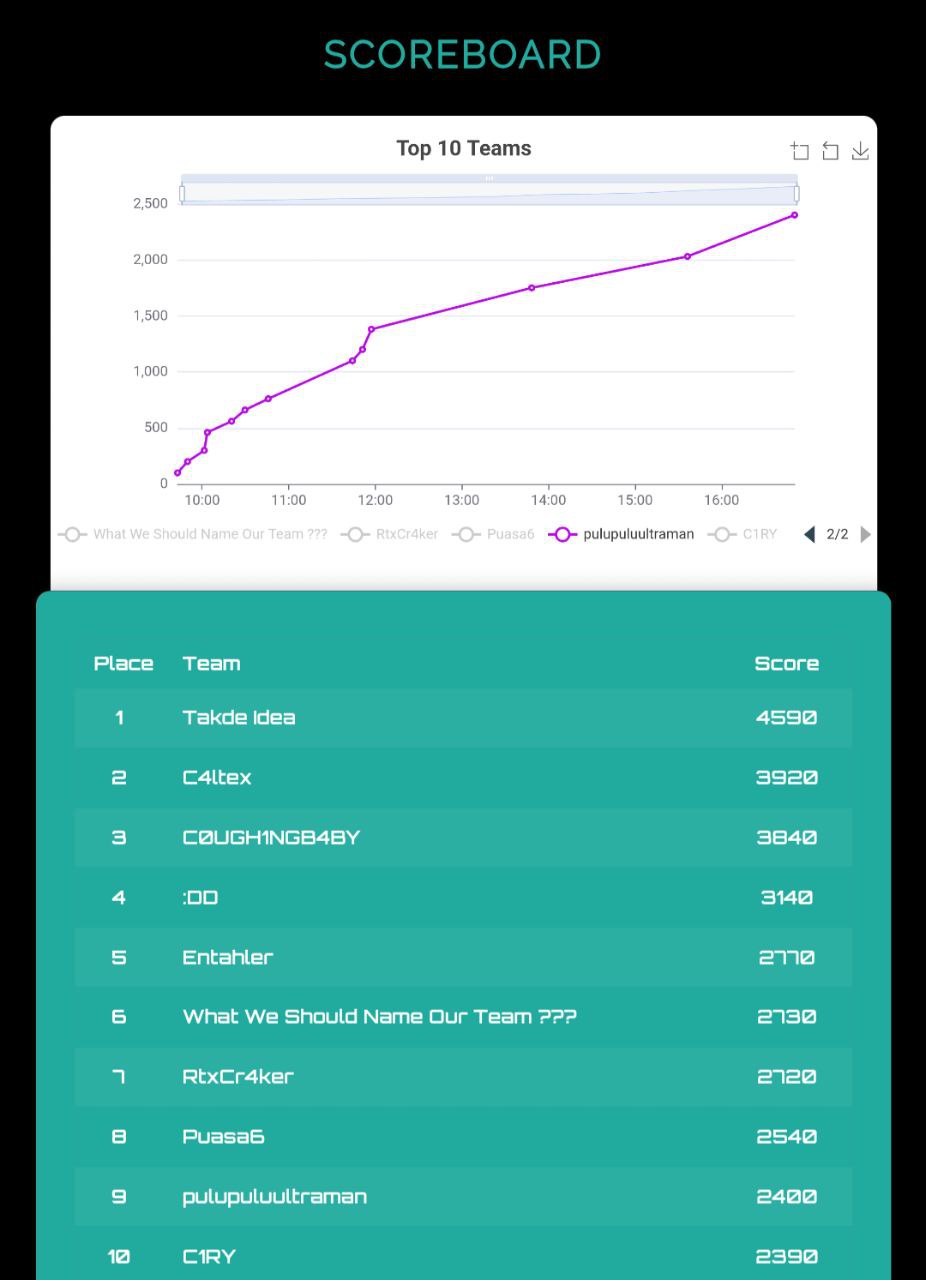 SCOREBOARD
Top 10 Teams
2,500
2,000
1,500
1,000
500
0
10:00 11:00 12:00 13:00 14:00 15:00 16:00
What We Should Name Our Team ??? RtxCr4ker Puasa6 pulupuluultraman C1RY 2/2
Place Team Score
1 Takde Idea 4590
2 C4ltex 3920
3 C0UGH1NGB4BY 3840
4 :DD 3140
5 Entahler 2770
6 What We Should Name Our Team ??? 2730
7 RtxCr4ker 2720
8 Puasa6 2540
9 pulupuluultraman 2400
10 C1RY 2390